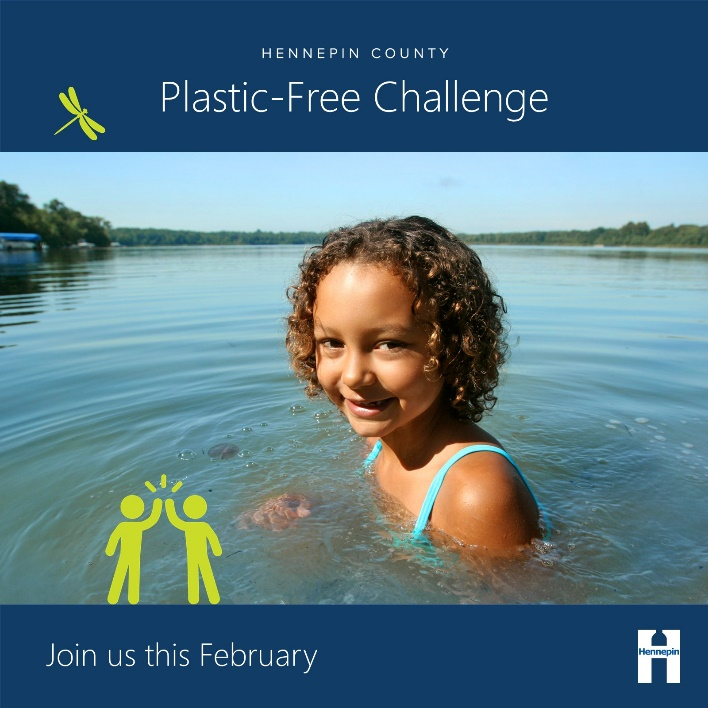 HENNEPIN COUNTY
Plastic-Free Challenge
Join us this February
Hennepin